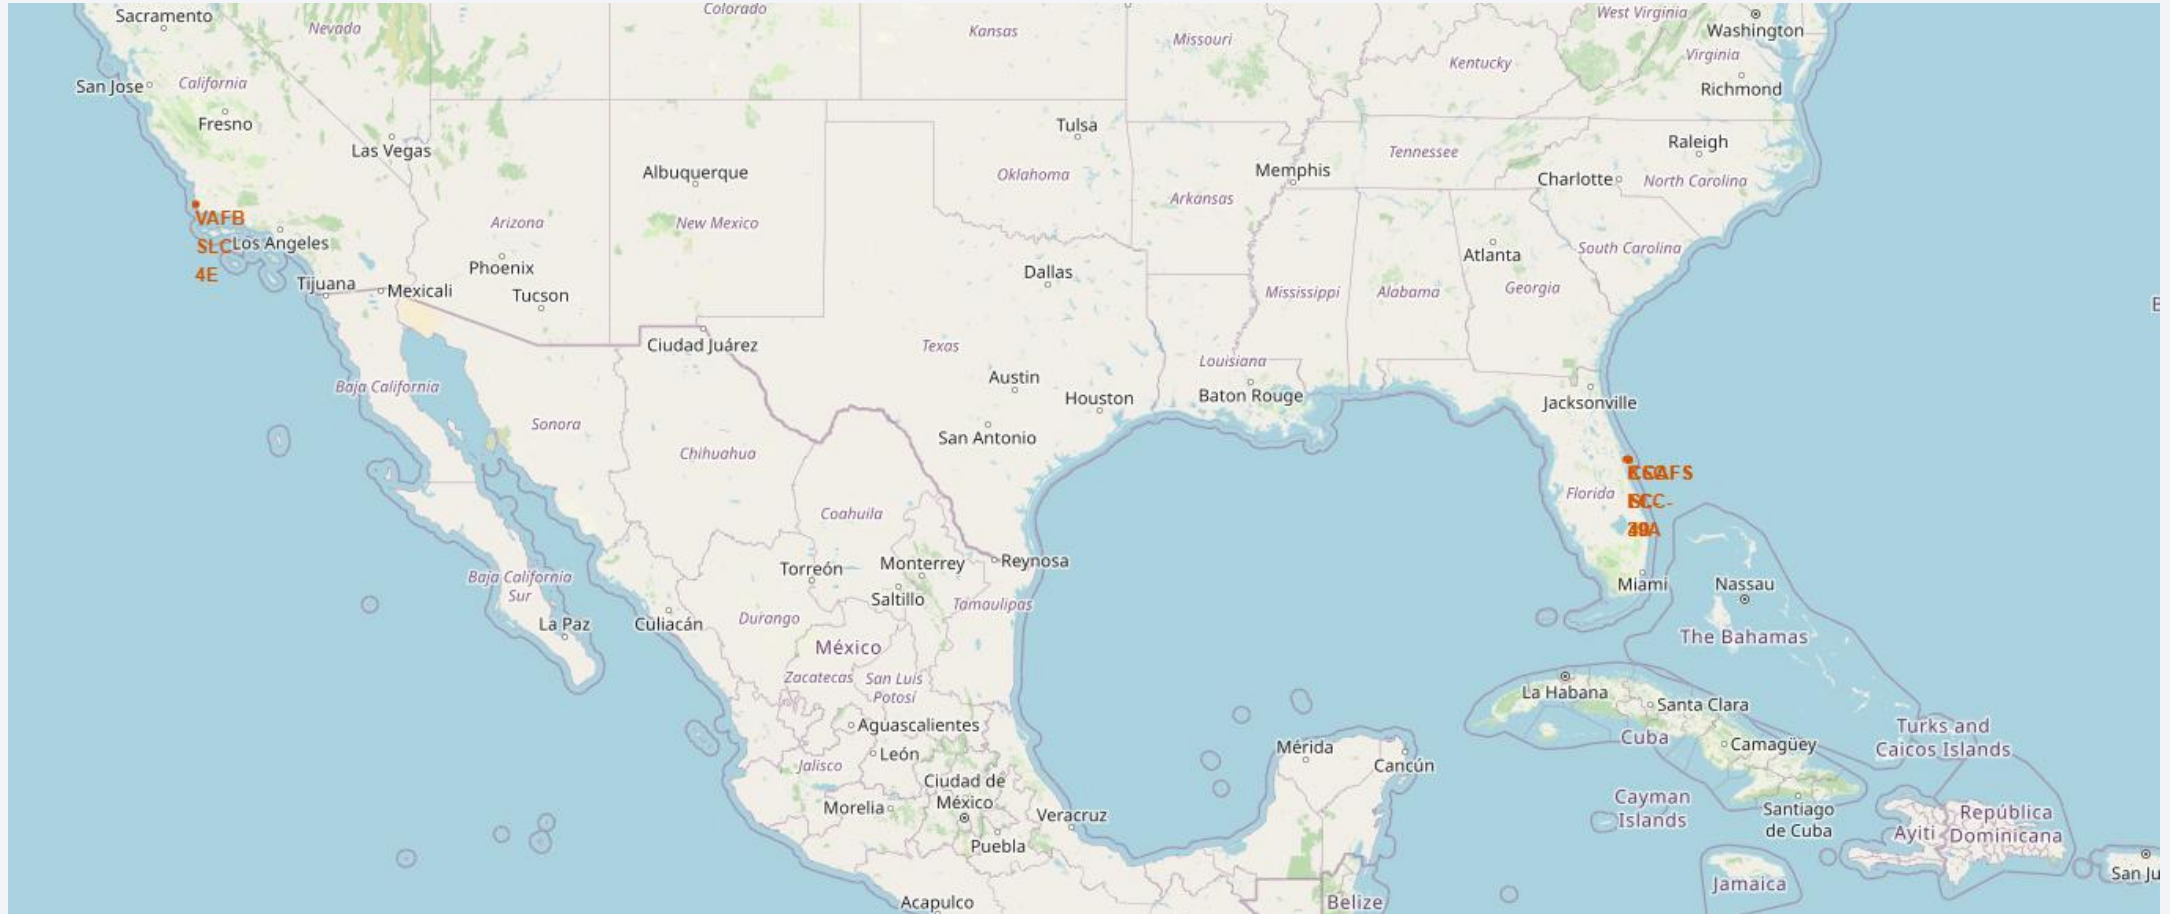 Sacramento
Nevada
Colorado
Kansas
Missouri
West Virginia
Washington
Virginia
Kentucky
Richmond
San Jose
California
Fresno
Las Vegas
Tulsa
Raleigh
Albuquerque
Oklahoma
Memphis
Tennessee
Charlotte
North Carolina
Arkansas
VAFB
SLC-
4E
Los Angeles
Arizona
New Mexico
South Carolina
Atlanta
Phoenix
Dallas
Tijuana
Mexicali
Tucson
Mississippi
Alabama
Georgia
Ciudad Juárez
Texas
Louisiana
Baja California
Austin
Houston
Baton Rouge
Jacksonville
Sonora
Chihuahua
San Antonio
Florida
Coahuila
Torreón
Monterrey
Reynosa
Baja California
Sur
Saltillo
Tamaulipas
Miami
Nassau
La Paz
Culiacán
Durango
México
The Bahamas
Zacatecas
San Luis
Potosí
La Habana
Santa Clara
Aguascalientes
Turks and
Caicos Islands
León
Mérida
Cancún
Cuba
Camagüey
Jalisco
Ciudad de
México
Morelia
Veracruz
Cayman
Islands
Santiago
de Cuba
República
Dominicana
Ayiti
Puebla
Jamaica
San Ju
Acapulco
Belize